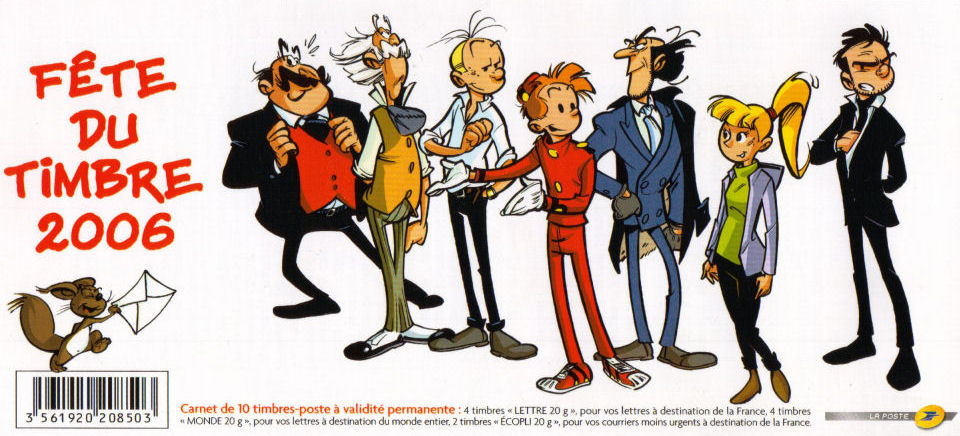 FÊTE
DU
TiMBRE
2006
3 561920 208503
Carnet de 10 timbres-poste à validité permanente : 4 timbres « LETTRE 20 g », pour vos lettres à destination de la France, 4 timbres
« MONDE 20 g », pour vos lettres à destination du monde entier, 2 timbres « ÉCOPLI 20 g », pour vos courriers moins urgents à destination de la France.
LA POSTE